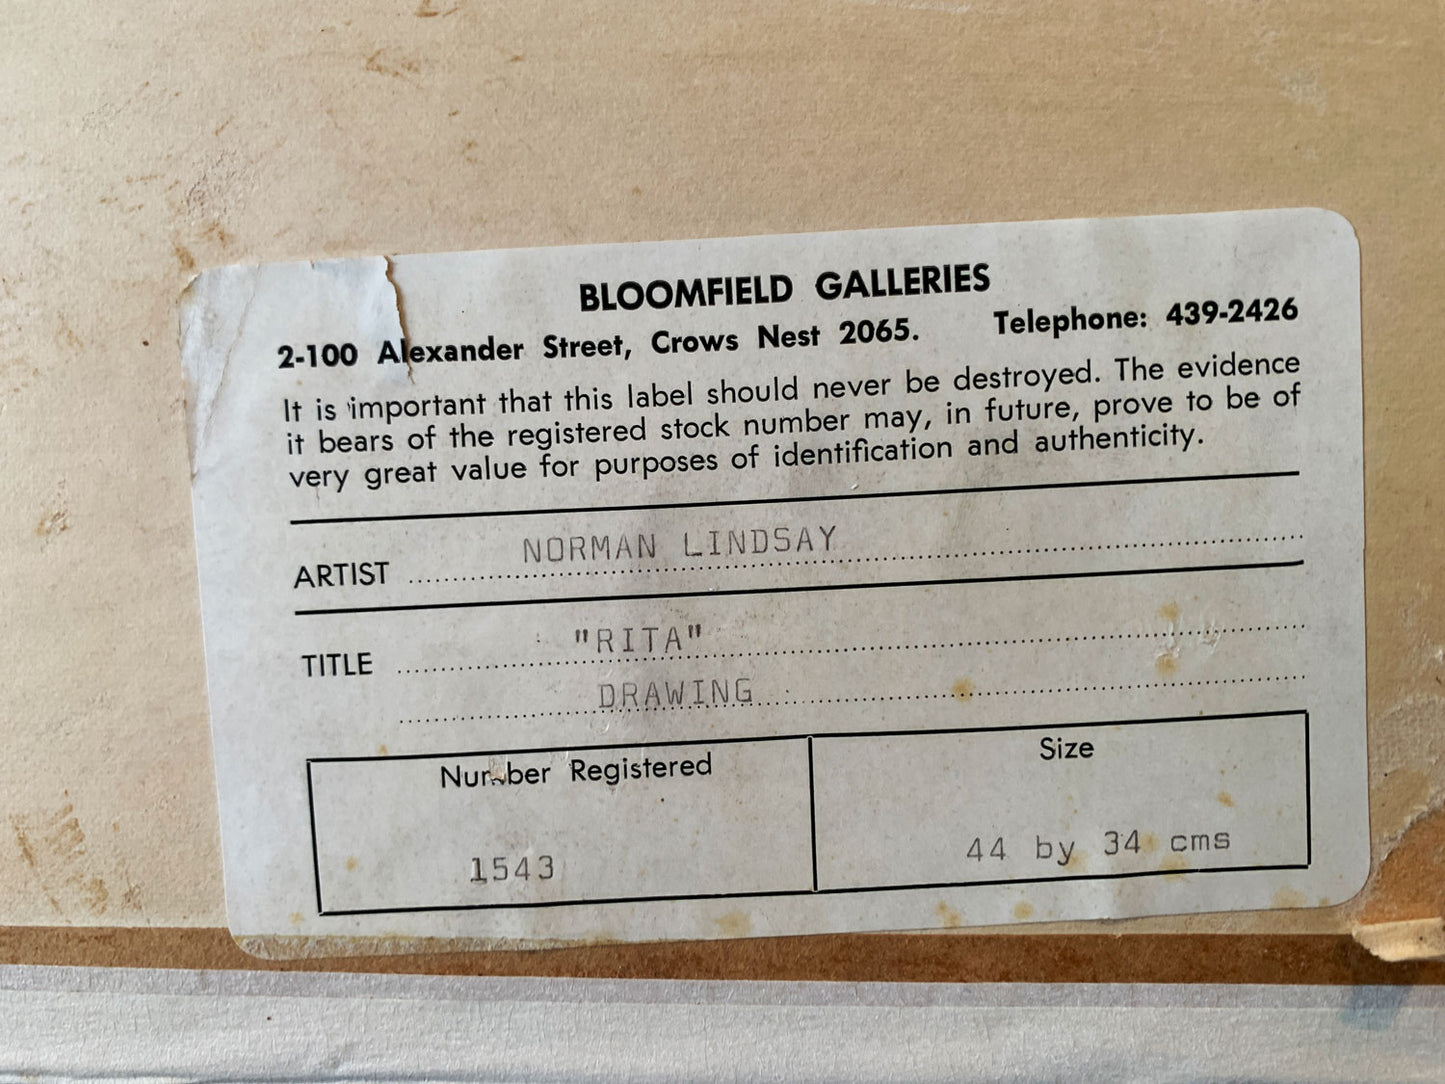 BLOOMFIELD GALLERIES
2-100 Alexander Street, Crows Nest 2065. Telephone: 439-2426
It is important that this label should never be destroyed. The evidence
it bears of the registered stock number may, in future, prove to be of
very great value for purposes of identification and authenticity.
ARTIST NORMAN LINDSAY
TITLE "RITA"
DRAWING
Number Registered
1543
Size
44 by 34 cms